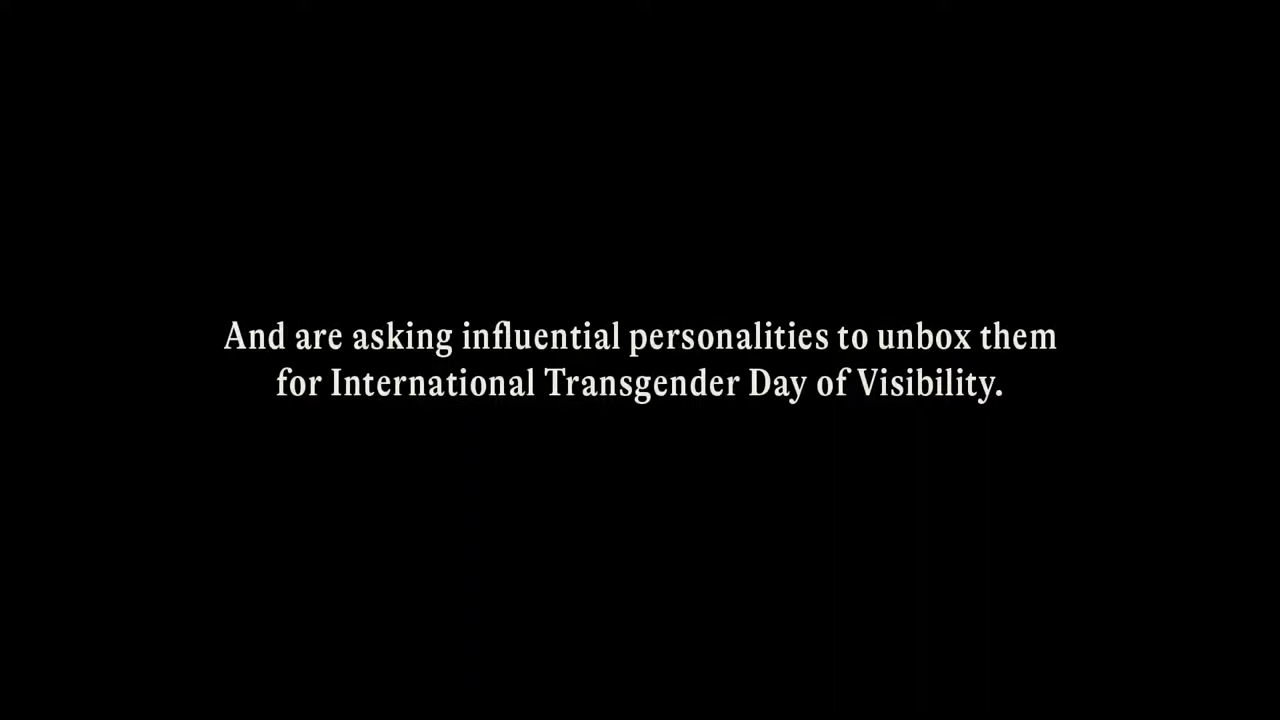 And are asking influential personalities to unbox them
for International Transgender Day of Visibility.